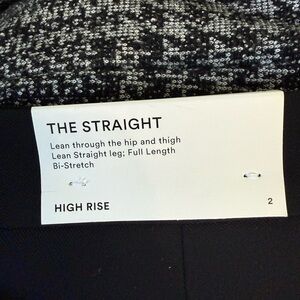 THE STRAIGHT
Lean through the hip and thigh
Lean Straight leg; Full Length
Bi-Stretch
HIGH RISE
2